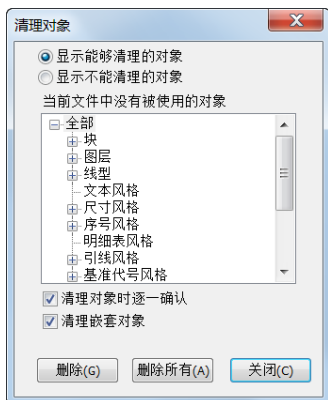 清理对象
显示能够清理的对象
显示不能清理的对象
当前文件中没有被使用的对象
全部
块
图层
线型
文本风格
尺寸风格
序号风格
明细表风格
引线风格
基准代号风格
清理对象时逐一确认
清理嵌套对象
删除(G) 删除所有(A) 关闭(C)